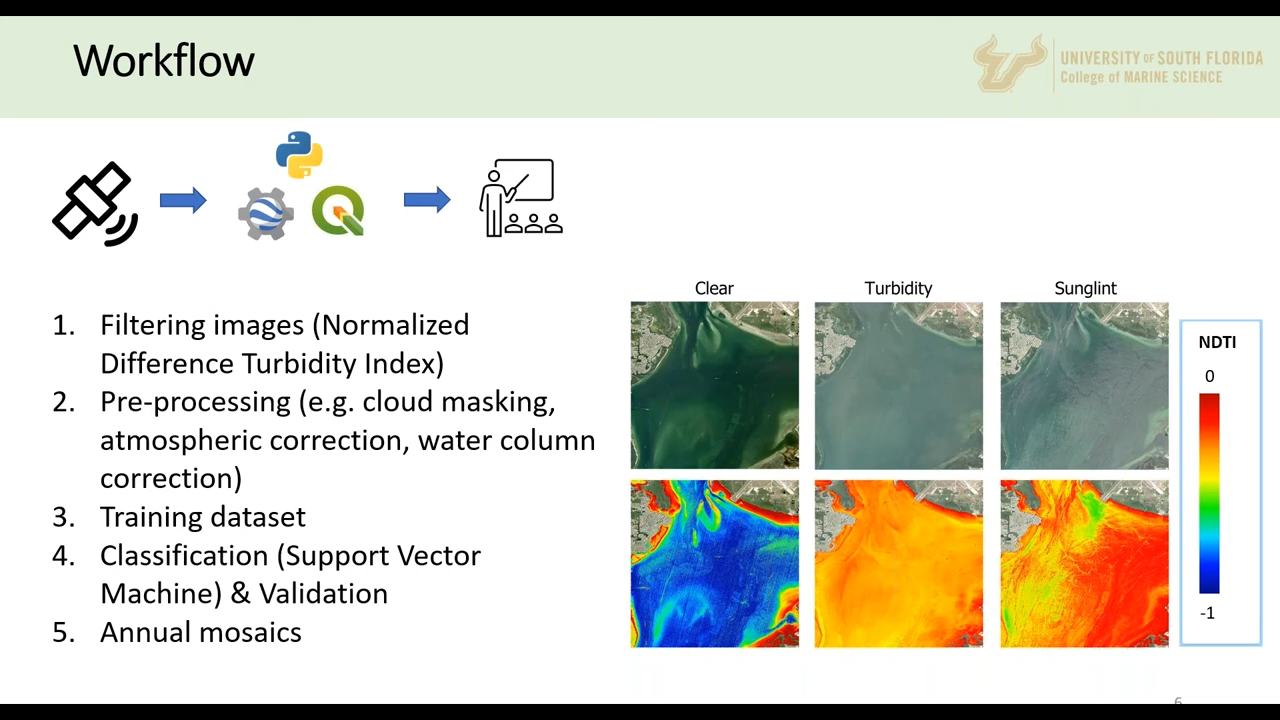 Workflow
UNIVERSITY OF SOUTH FLORIDA
College of MARINE SCIENCE
1. Filtering images (Normalized
Difference Turbidity Index)
2. Pre-processing (e.g. cloud masking,
atmospheric correction, water column
correction)
3. Training dataset
4. Classification (Support Vector
Machine) & Validation
5. Annual mosaics
Clear
Turbidity
Sunglint
NDTI
0
-1
6